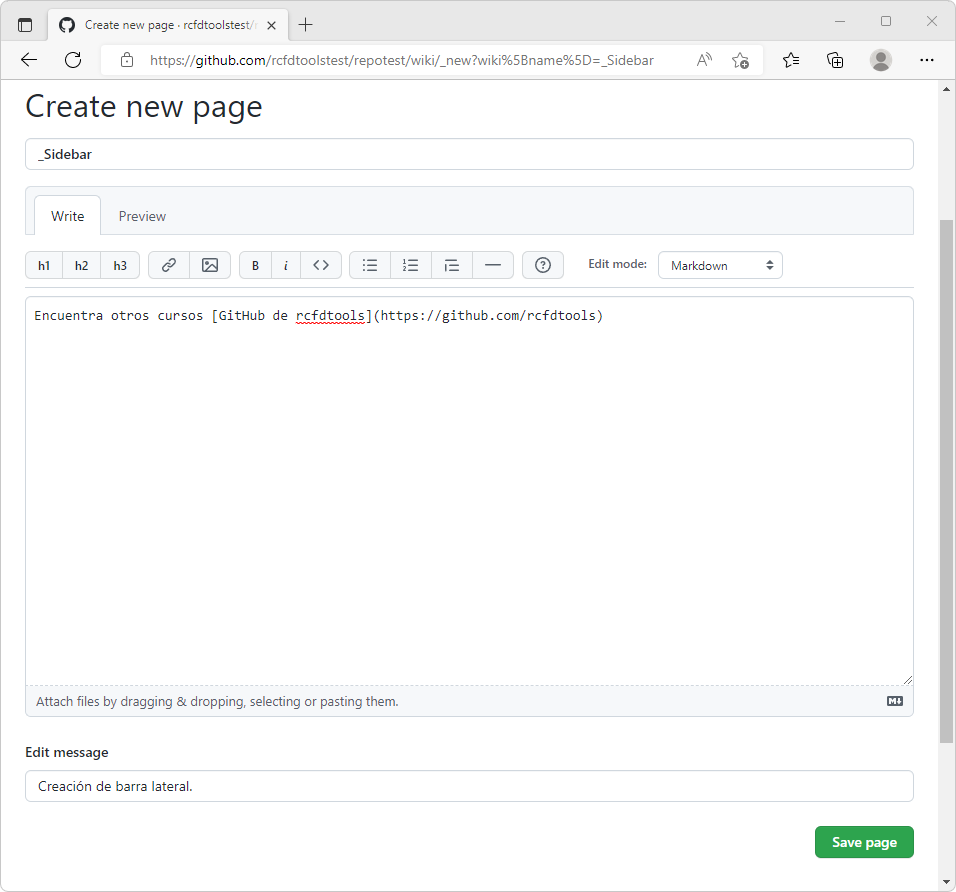 Create new page · rcfdtoolstest/
https://github.com/rcfdtoolstest/repotest/wiki/_new?wiki%5Bname%5D=_Sidebar
Create new page
_Sidebar
Write Preview
h1 h2 h3 B i Edit mode: Markdown
Encuentra otros cursos [GitHub de rcfdtools](https://github.com/rcfdtools)
Attach files by dragging & dropping, selecting or pasting them.
Edit message
Creación de barra lateral.
Save page